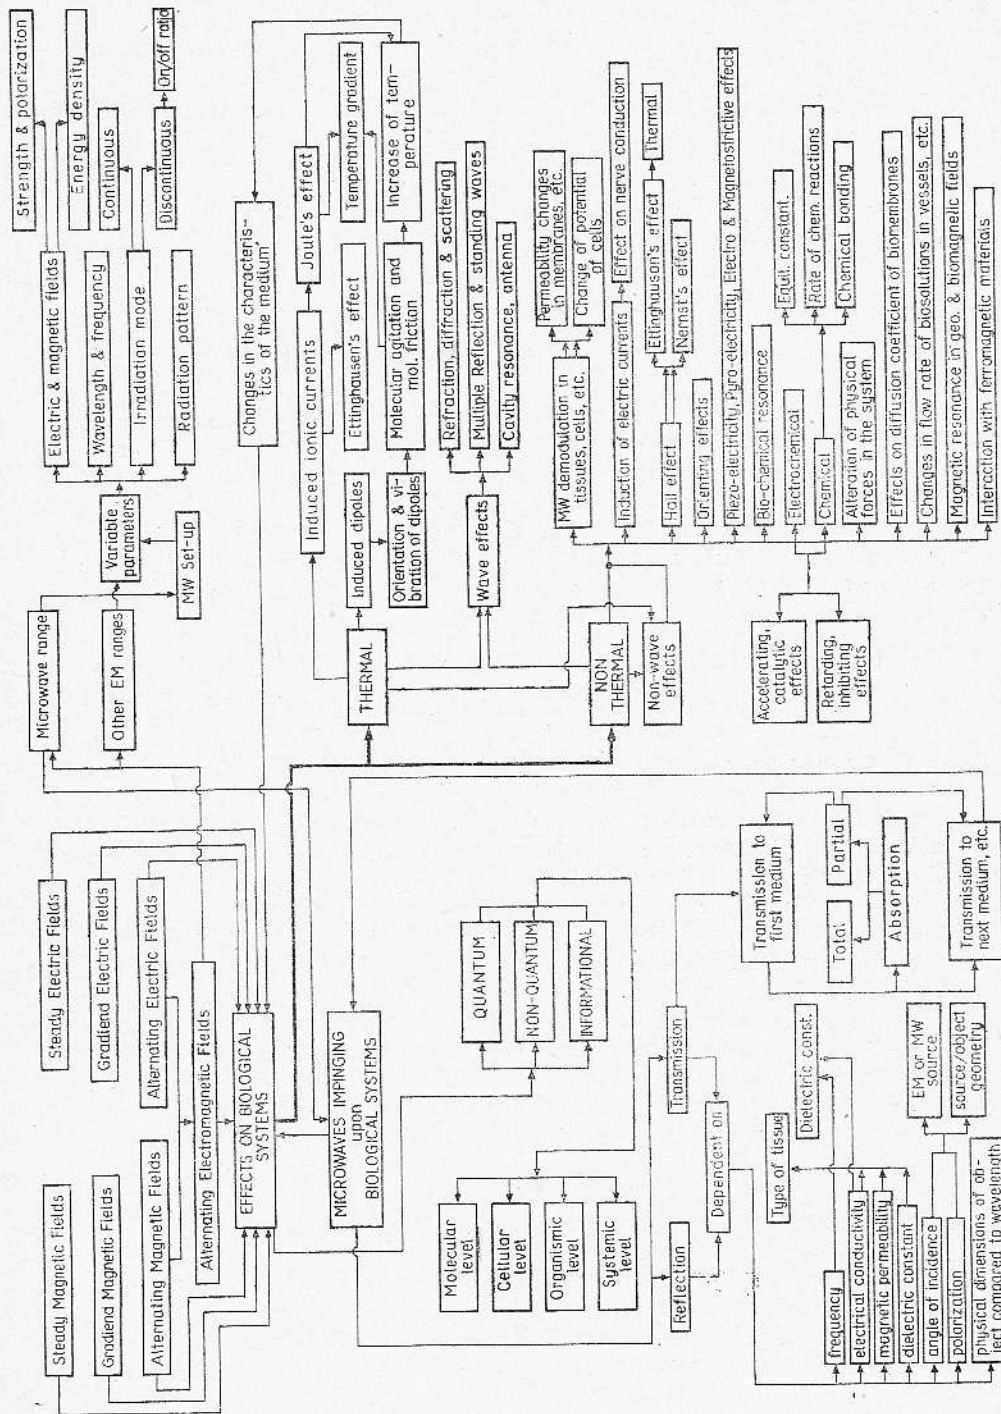 Steady Magnetic Fields
Gradiend Magnetic Fields
Alternating Magnetic Fields
Alternating Electromagnetic Fields
Steady Electric Fields
Gradiend Electric Fields
Alternating Electric Fields
EFFECTS ON BIOLOGICAL
SYSTEMS
MICROWAVES IMPINGING
upon
BIOLOGICAL SYSTEMS
Microwave range
Other EM ranges
MW Set-up
Variable
parameters
Electric & magnetic fields
Wavelength & frequency
Irradiation mode
Radiation pattern
Strength & polarization
Energy density
Continuous
Discontinuous
On/off ratio
Changes in the characteris-
tics of 'the medium'
THERMAL
Induced ionic currents
Joule's effect
Ettinghausen's effect
Temperature gradient
Induced dipoles
Orientation & vi-
bration of dipoles
Molecular agitation and
mol. friction
Increase of tem-
perature
Wave effects
Refraction, diffraction & scattering
Multiple Reflection & standing waves
Cavity resonance, antenna
NON
THERMAL
Non-wave
effects
MW demodulation in
tissues, cells, etc.
Permeability changes
in membranes, etc.
Change of potential
of cells
Induction of electric currents
Effect on nerve conduction
Hall effect
Ettinghauson's effect
Thermal
Nernst's effect
Orienting effects
Piezo-electricity, Pyro-electricity, Electro & Magnetostrictive effects
Bio-chemical resonance
Electrochemical
Chemical
Equil. constant.
Rate of chem. reactions
Chemical bonding
Alteration of physical
forces in the system
Effects on diffusion coefficient of biomembranes
Changes in flow rate of biosolutions in vessels, etc.
Magnetic resonance in geo. & biomagnetic fields
Interaction with ferromagnetic materials
Accelerating,
catalytic
effects
Retarding,
inhibiting
effects
QUANTUM
NON-QUANTUM
INFORMATIONAL
Molecular
level
Cellular
level
Organismic
level
Systemic
level
Reflection
Transmission
Dependent on
Transmission to
first medium
Total
Partial
Absorption
Transmission to
next medium, etc.
Type of tissue
Dielectric const.
EM or MW
source
source/object
geometry
frequency
electrical conductivity
magnetic permeability
dielectric constant
angle of incidence
polarization
physical dimensions of ob-
ject compared to wavelength